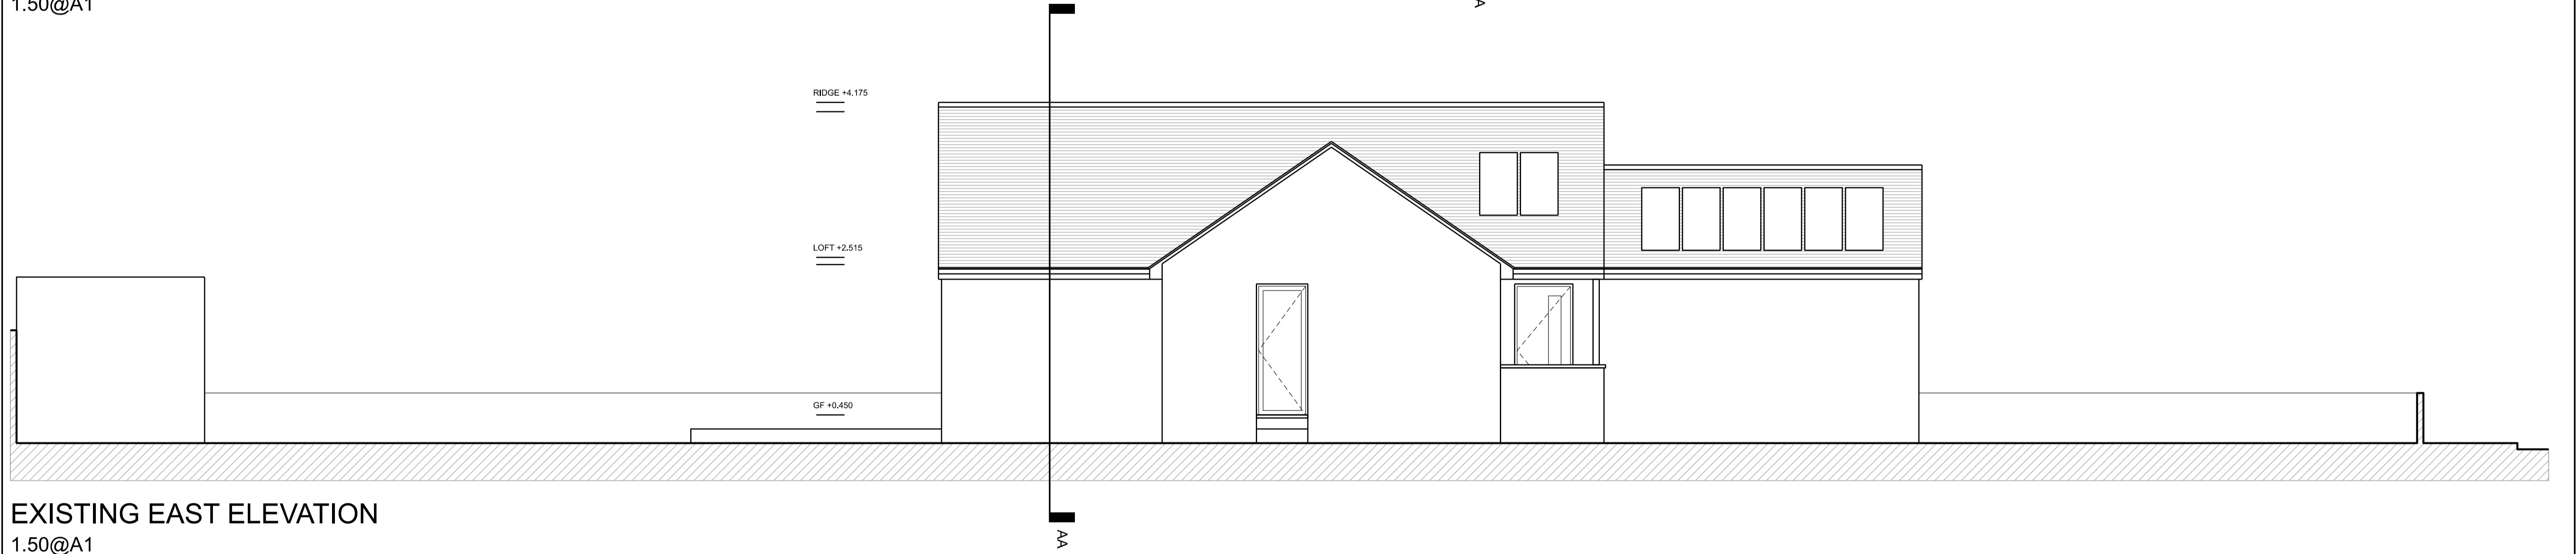 1.50@A1
A
RIDGE +4.175
LOFT +2.515
GF +0.450
EXISTING EAST ELEVATION
1.50@A1
AA